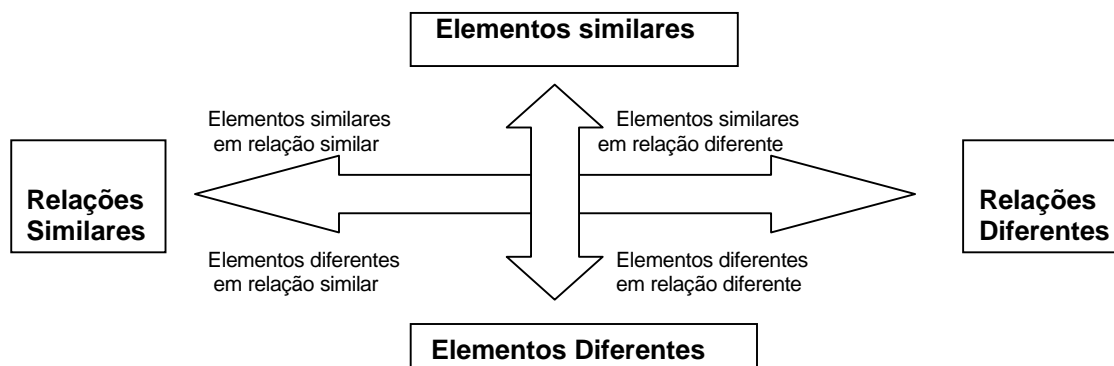 Elementos similares
Elementos similares
em relação similar
Elementos similares
em relação diferente
Relações
Similares
Relações
Diferentes
Elementos diferentes
em relação similar
Elementos diferentes
em relação diferente
Elementos Diferentes